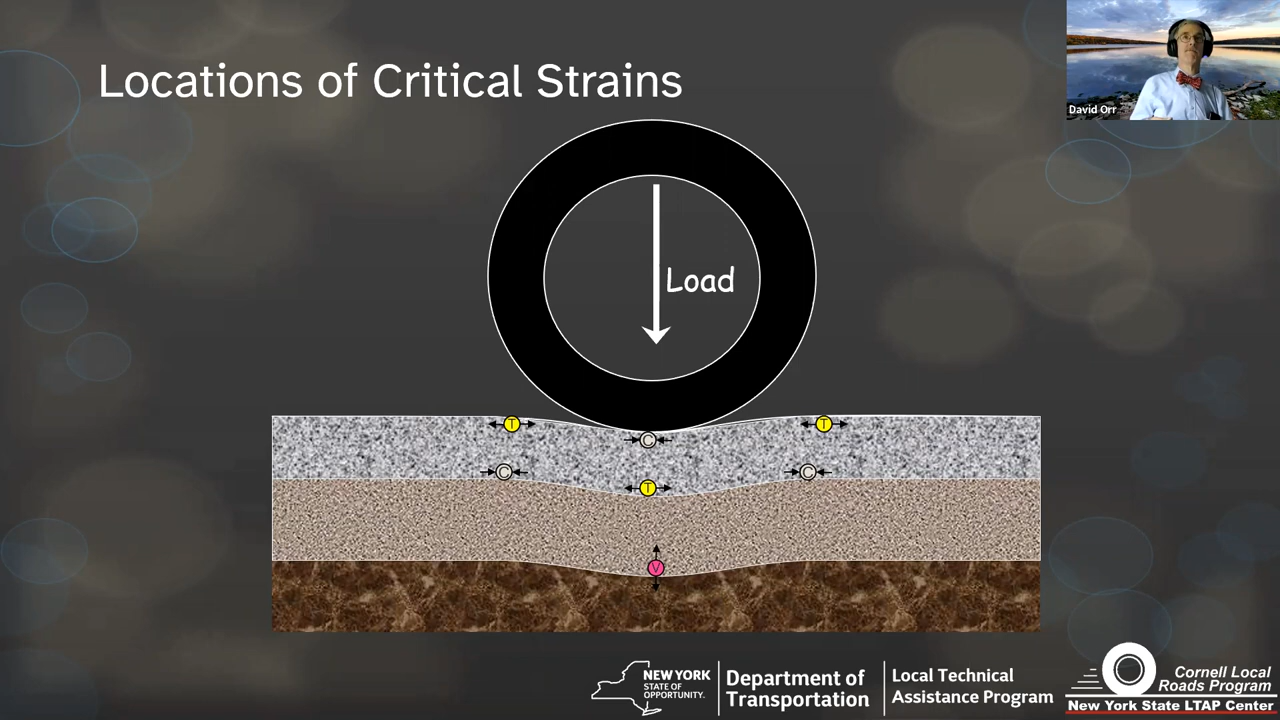 Locations of Critical Strains
David Orr
Load
T
T
C
C
C
T
V
NEW YORK
STATE OF
OPPORTUNITY.
Department of
Transportation
Local Technical
Assistance Program
Cornell Local
Roads Program
New York State LTAP Center